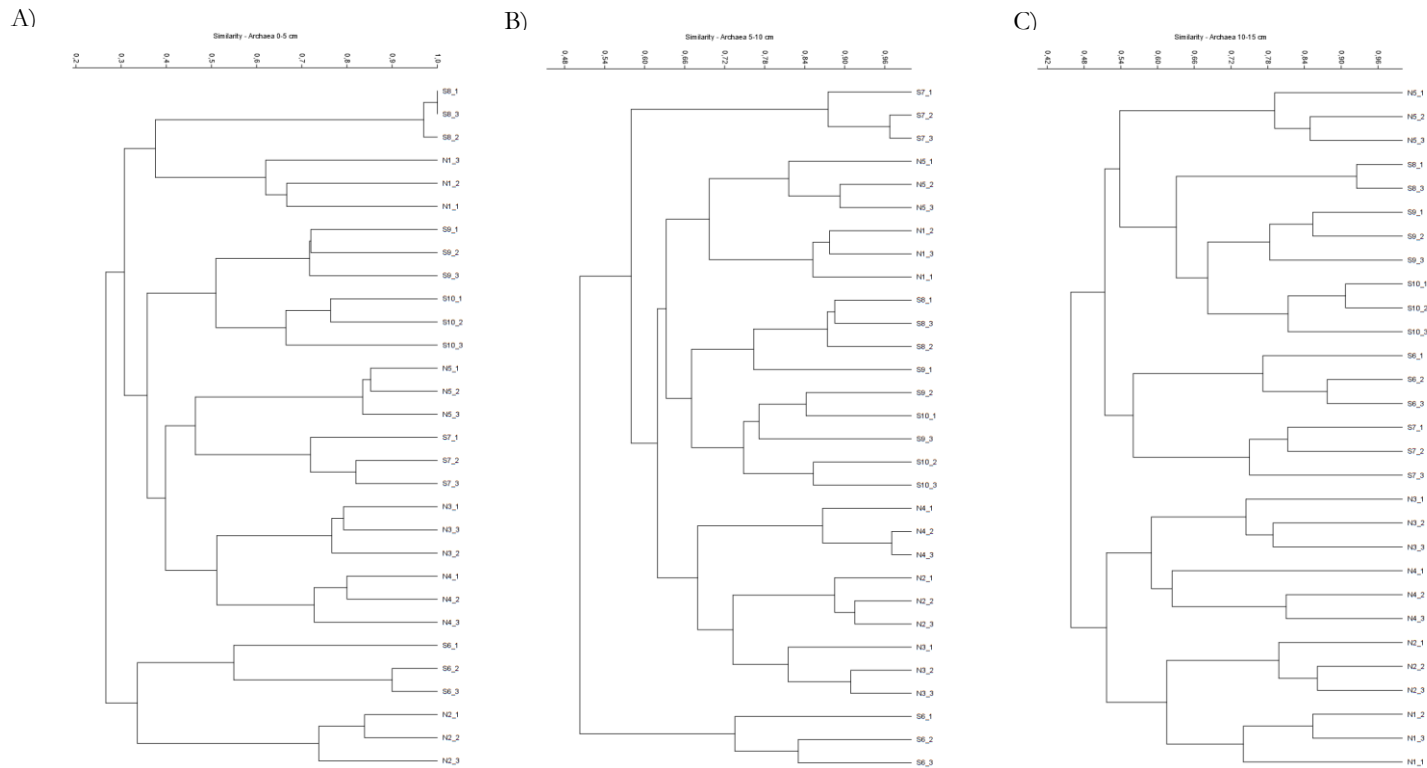 A)
Similarity - Archaea 0-5 cm
0,2 0,3 0,4 0,5 0,6 0,7 0,8 0,9 1,0
S8_1
S8_3
S8_2
N1_3
N1_2
N1_1
S9_1
S9_2
S9_3
S10_1
S10_2
S10_3
N5_1
N5_2
N5_3
S7_1
S7_2
S7_3
N3_1
N3_3
N3_2
N4_1
N4_2
N4_3
S6_1
S6_2
S6_3
N2_1
N2_2
N2_3
B)
Similarity - Archaea 5-10 cm
0,48 0,54 0,60 0,66 0,72 0,78 0,84 0,90 0,96
S7_1
S7_2
S7_3
N5_1
N5_2
N5_3
N1_2
N1_3
N1_1
S8_1
S8_3
S8_2
S9_1
S9_2
S10_1
S9_3
S10_2
S10_3
N4_1
N4_2
N4_3
N2_1
N2_2
N2_3
N3_1
N3_2
N3_3
S6_1
S6_2
S6_3
C)
Similarity - Archaea 10-15 cm
0,42 0,48 0,54 0,60 0,66 0,72 0,78 0,84 0,90 0,96
N5_1
N5_2
N5_3
S8_1
S8_3
S9_1
S9_2
S9_3
S10_1
S10_2
S10_3
S6_1
S6_2
S6_3
S7_1
S7_2
S7_3
N3_1
N3_2
N3_3
N4_1
N4_2
N4_3
N2_1
N2_2
N2_3
N1_2
N1_3
N1_1